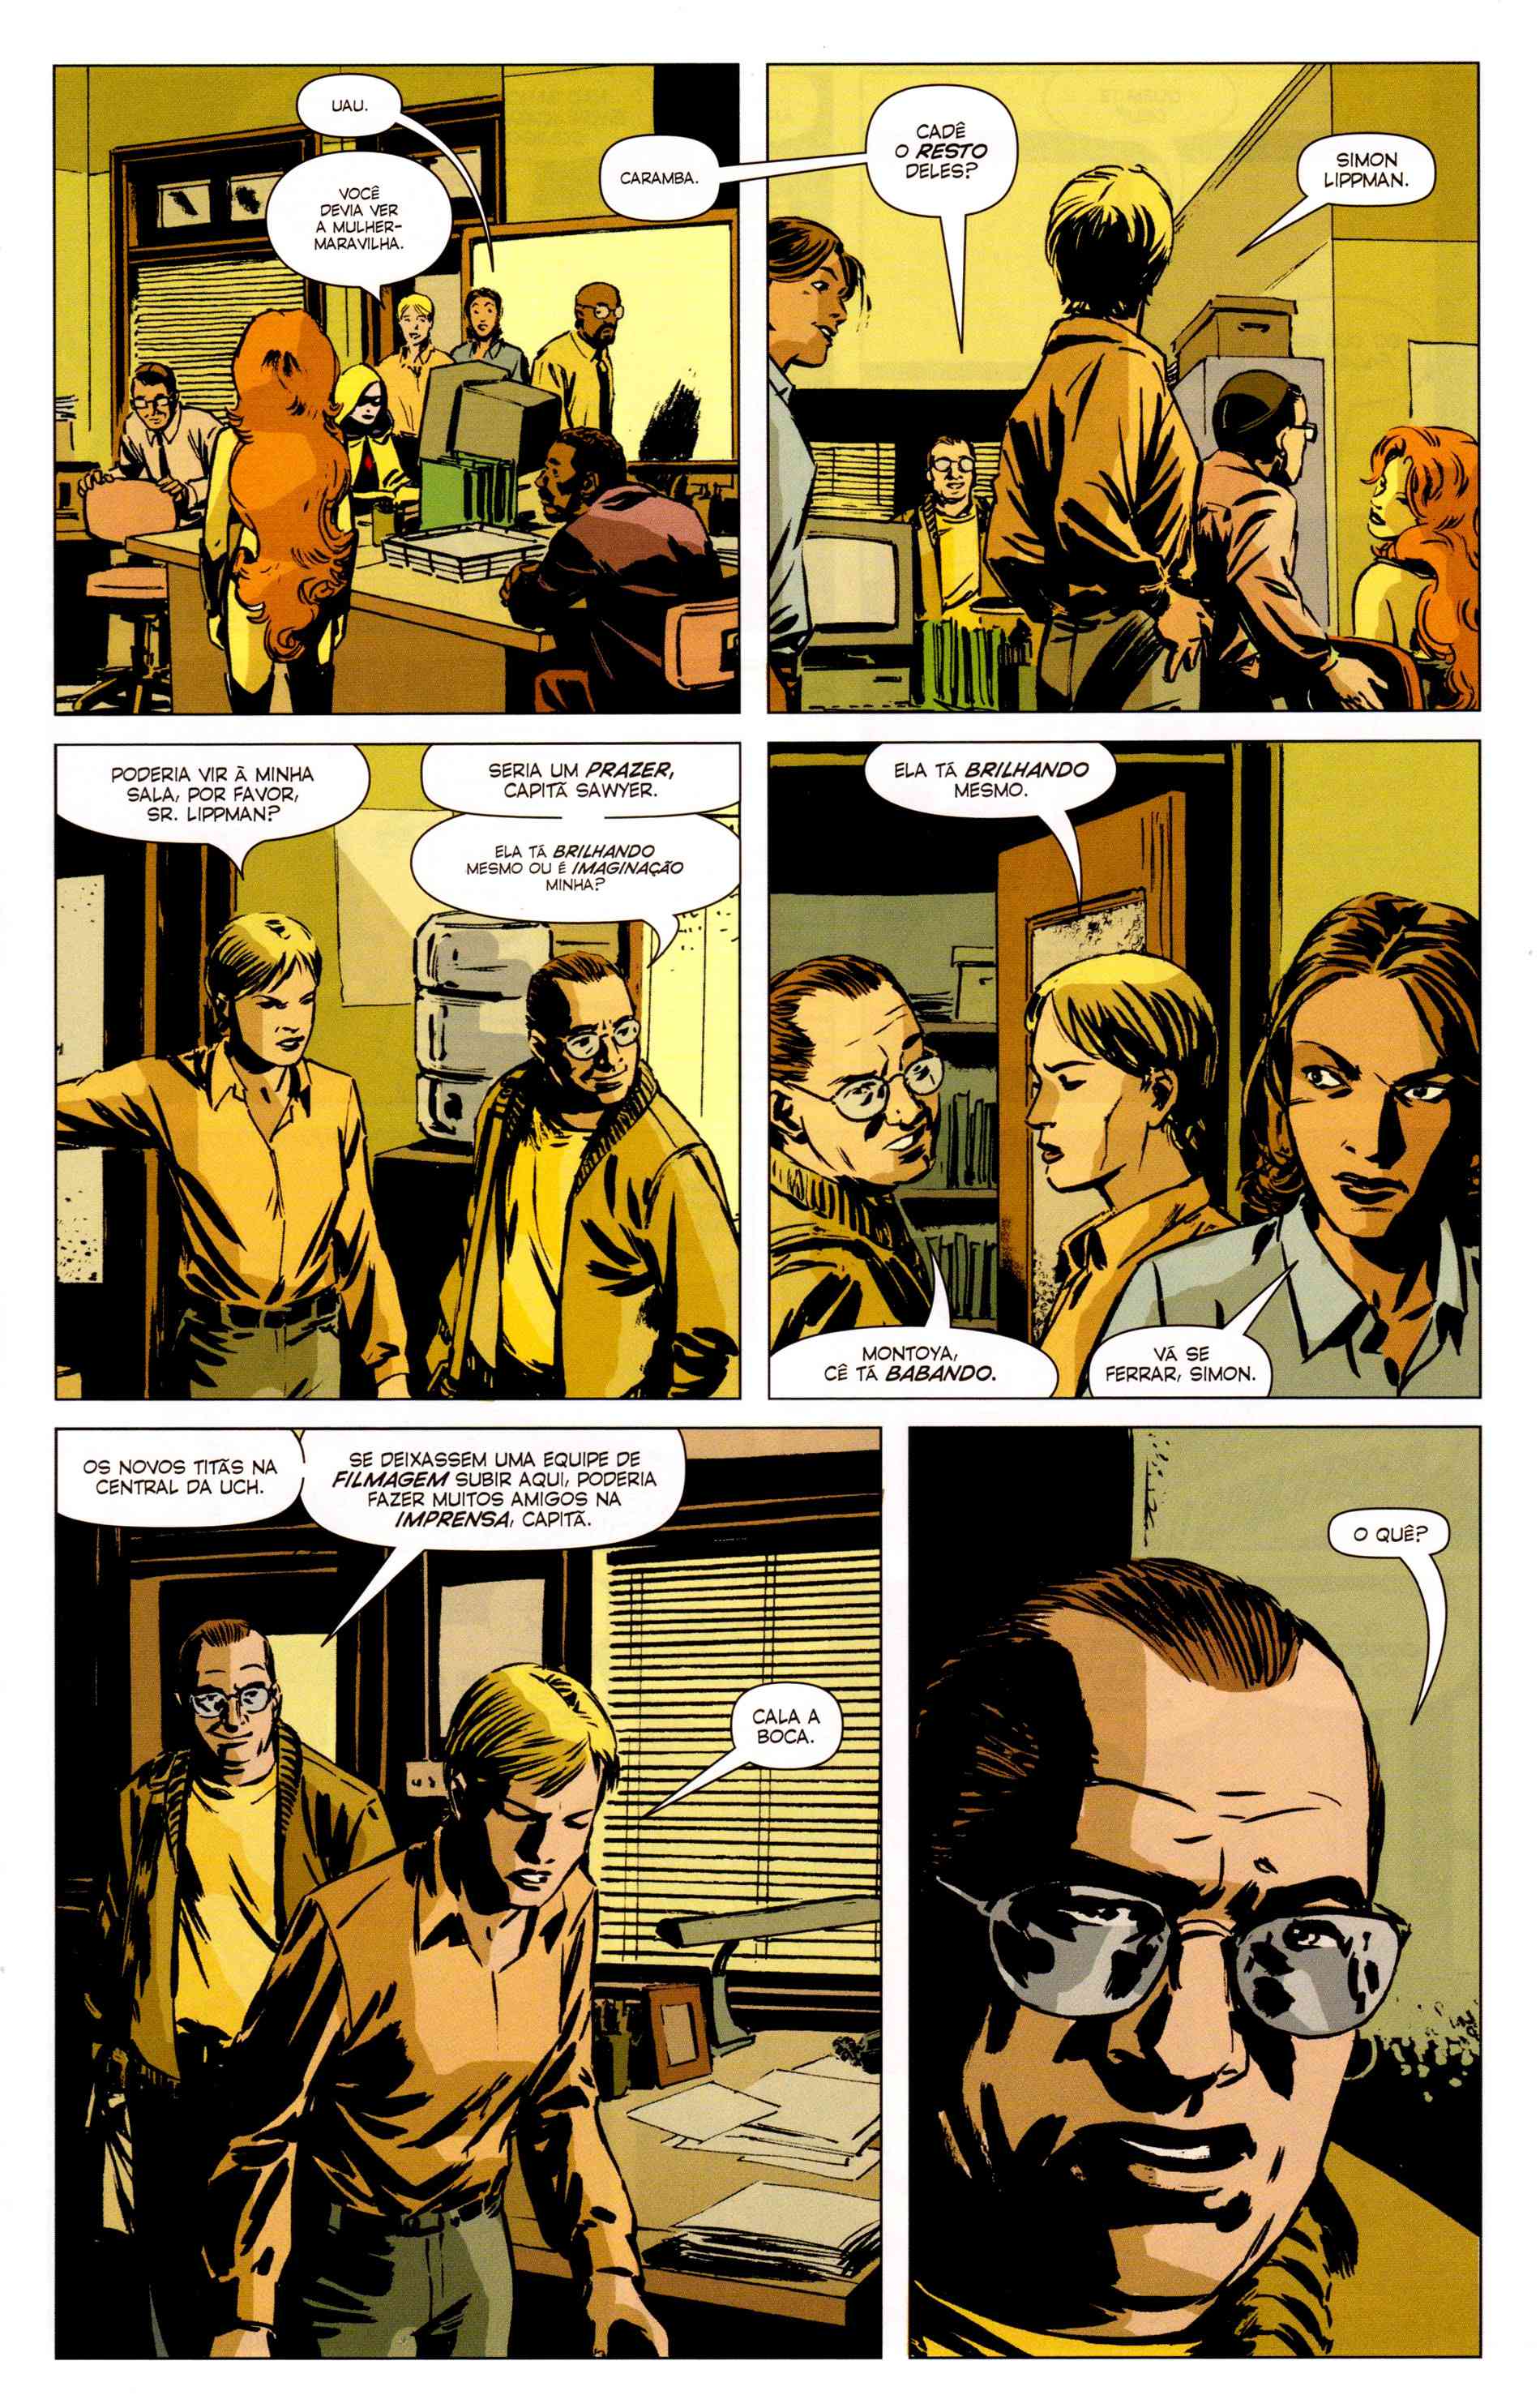 UAU.
VOCÊ
DEVIA VER
A MULHER-
MARAVILHA.
CARAMBA.
CADÊ
O RESTO
DELES?
SIMON
LIPPMAN.
PODERIA VIR À MINHA
SALA, POR FAVOR,
SR. LIPPMAN?
SERIA UM PRAZER,
CAPITÃ SAWYER.
ELA TÁ BRILHANDO
MESMO OU É IMAGINAÇÃO
MINHA?
ELA TÁ BRILHANDO
MESMO.
MONTOYA,
CÊ TÁ BABANDO.
VÁ SE
FERRAR, SIMON.
OS NOVOS TITÃS NA
CENTRAL DA UCH.
SE DEIXASSEM UMA EQUIPE DE
FILMAGEM SUBIR AQUI, PODERIA
FAZER MUITOS AMIGOS NA
IMPRENSA, CAPITÃ.
CALA A
BOCA.
O QUÊ?